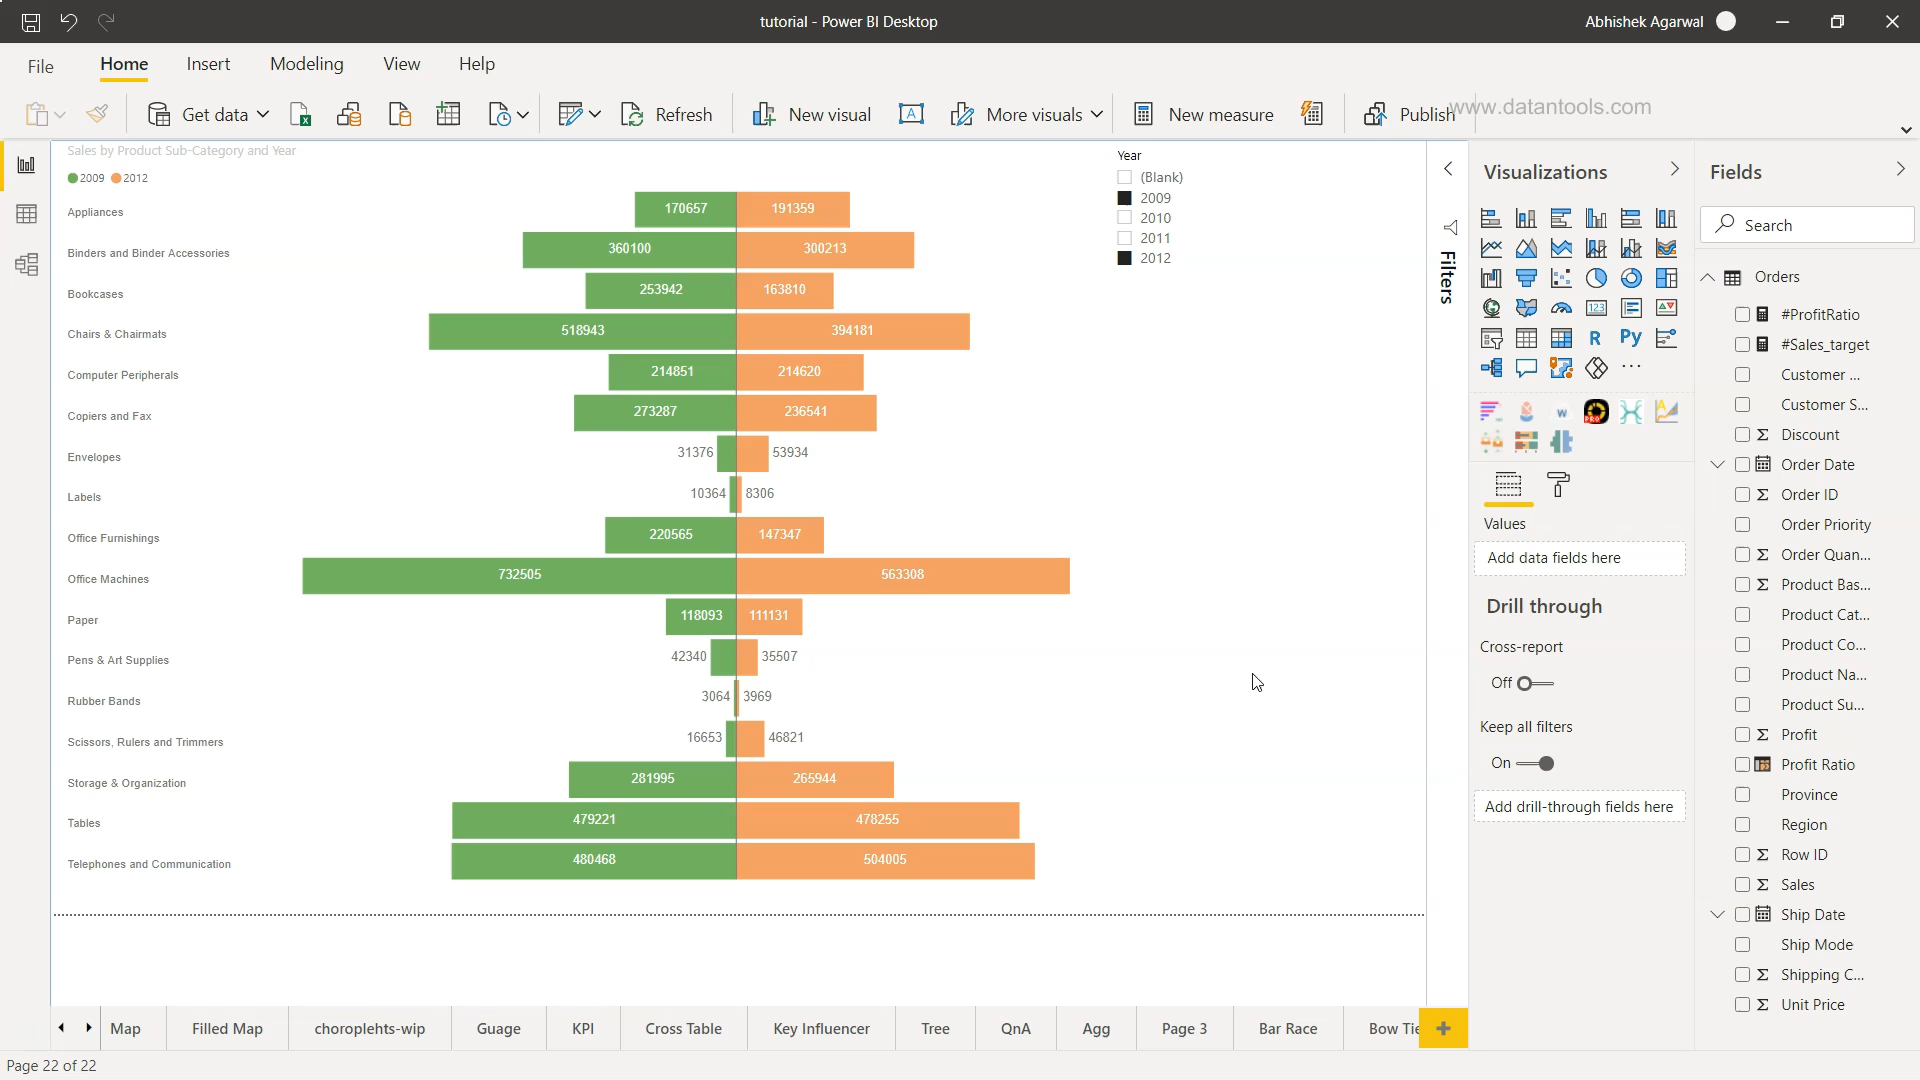 tutorial - Power BI Desktop
Abhishek Agarwal
File Home Insert Modeling View Help
Get data Refresh New visual More visuals New measure Publish
www.datantools.com
Sales by Product Sub-Category and Year
2009 2012
Appliances 170657 191359
Binders and Binder Accessories 360100 300213
Bookcases 253942 163810
Chairs & Chairmats 518943 394181
Computer Peripherals 214851 214620
Copiers and Fax 273287 236541
Envelopes 31376 53934
Labels 10364 8306
Office Furnishings 220565 147347
Office Machines 732505 563308
Paper 118093 111131
Pens & Art Supplies 42340 35507
Rubber Bands 3064 3969
Scissors, Rulers and Trimmers 16653 46821
Storage & Organization 281995 265944
Tables 479221 478255
Telephones and Communication 480468 504005
Year
(Blank)
2009
2010
2011
2012
Filters
Visualizations
123
R Py
W
PRO
Values
Add data fields here
Drill through
Cross-report
Off
Keep all filters
On
Add drill-through fields here
Fields
Search
Orders
#ProfitRatio
#Sales_target
Customer ...
Customer S...
Σ Discount
Order Date
Σ Order ID
Order Priority
Σ Order Quan...
Σ Product Bas...
Product Cat...
Product Co...
Product Na...
Product Su...
Σ Profit
Profit Ratio
Province
Region
Σ Row ID
Σ Sales
Ship Date
Ship Mode
Σ Shipping C...
Σ Unit Price
Map Filled Map choroplehts-wip Guage KPI Cross Table Key Influencer Tree QnA Agg Page 3 Bar Race Bow Tie
Page 22 of 22